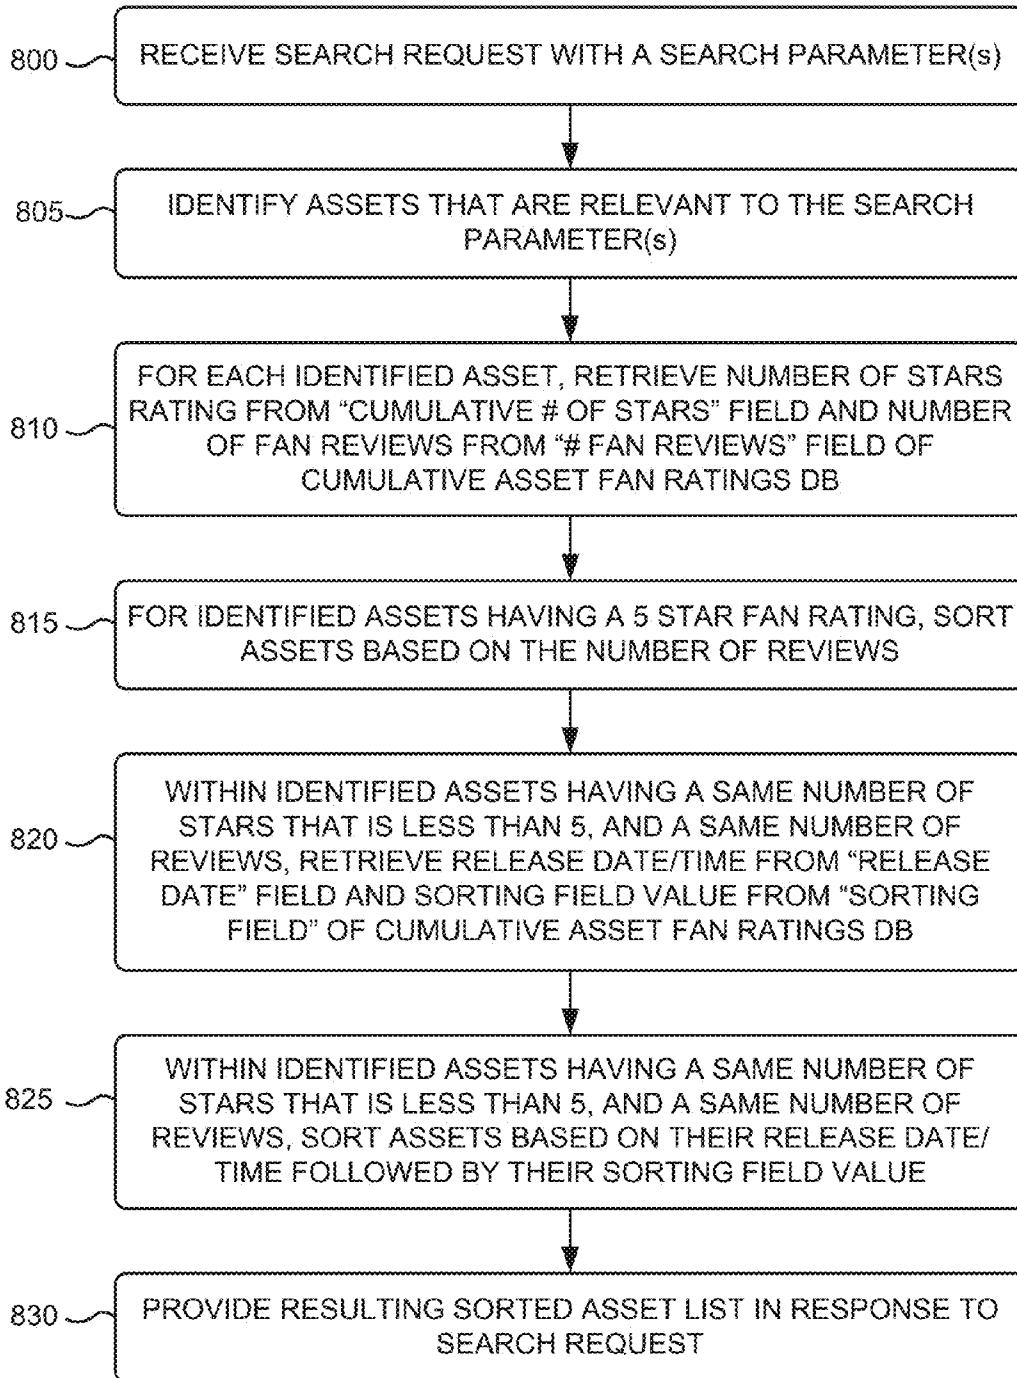 800
RECEIVE SEARCH REQUEST WITH A SEARCH PARAMETER(s)
805
IDENTIFY ASSETS THAT ARE RELEVANT TO THE SEARCH
PARAMETER(s)
810
FOR EACH IDENTIFIED ASSET, RETRIEVE NUMBER OF STARS
RATING FROM “CUMULATIVE # OF STARS” FIELD AND NUMBER
OF FAN REVIEWS FROM “# FAN REVIEWS” FIELD OF
CUMULATIVE ASSET FAN RATINGS DB
815
FOR IDENTIFIED ASSETS HAVING A 5 STAR FAN RATING, SORT
ASSETS BASED ON THE NUMBER OF REVIEWS
820
WITHIN IDENTIFIED ASSETS HAVING A SAME NUMBER OF
STARS THAT IS LESS THAN 5, AND A SAME NUMBER OF
REVIEWS, RETRIEVE RELEASE DATE/TIME FROM “RELEASE
DATE” FIELD AND SORTING FIELD VALUE FROM “SORTING
FIELD” OF CUMULATIVE ASSET FAN RATINGS DB
825
WITHIN IDENTIFIED ASSETS HAVING A SAME NUMBER OF
STARS THAT IS LESS THAN 5, AND A SAME NUMBER OF
REVIEWS, SORT ASSETS BASED ON THEIR RELEASE DATE/
TIME FOLLOWED BY THEIR SORTING FIELD VALUE
830
PROVIDE RESULTING SORTED ASSET LIST IN RESPONSE TO
SEARCH REQUEST